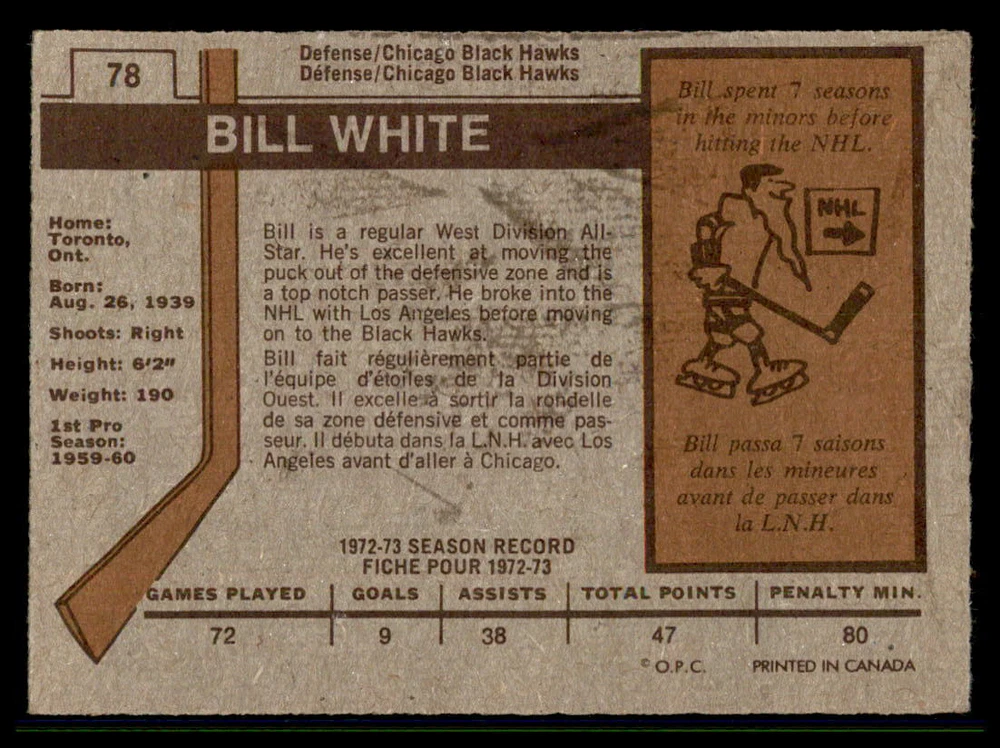 78
Defense/Chicago Black Hawks
Défense/Chicago Black Hawks
BILL WHITE
Home:
Toronto,
Ont.
Born:
Aug. 26, 1939
Shoots: Right
Height: 6'2"
Weight: 190
1st Pro
Season:
1959-60
Bill is a regular West Division All-
Star. He's excellent at moving the
puck out of the defensive zone and is
a top notch passer. He broke into the
NHL with Los Angeles before moving
on to the Black Hawks.
Bill fait régulièrement partie de
l'équipe d'étoiles de la Division
Ouest. Il excelle à sortir la rondelle
de sa zone défensive et comme pas-
seur. Il débuta dans la L.N.H. avec Los
Angeles avant d'aller à Chicago.
Bill spent 7 seasons
in the minors before
hitting the NHL.
NHL
Bill passa 7 saisons
dans les mineures
avant de passer dans
la L.N.H.
1972-73 SEASON RECORD
FICHE POUR 1972-73
GAMES PLAYED GOALS ASSISTS TOTAL POINTS PENALTY MIN.
72 9 38 47 80
© O.P.C. PRINTED IN CANADA